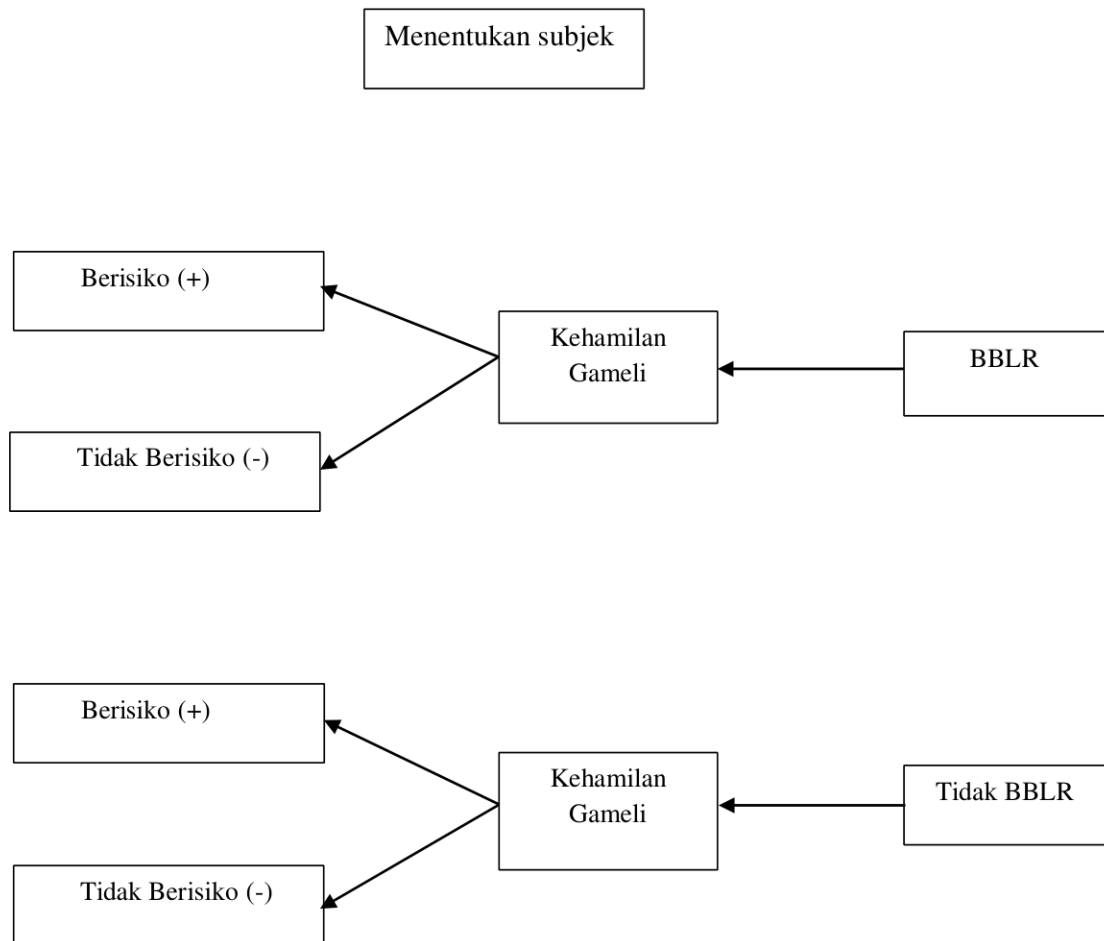 Menentukan subjek
Berisiko (+)
Kehamilan
Gameli
BBLR
Tidak Berisiko (-)
Berisiko (+)
Kehamilan
Gameli
Tidak BBLR
Tidak Berisiko (-)